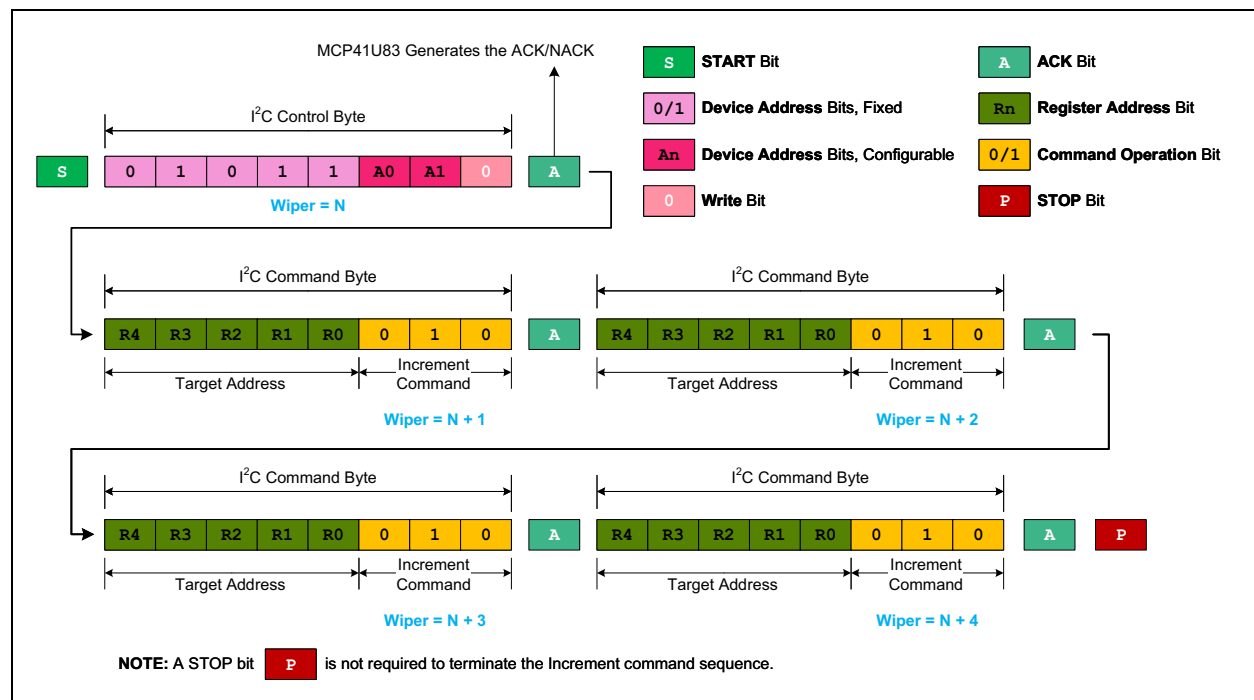 MCP41U83 Generates the ACK/NACK
S START Bit A ACK Bit
0/1 Device Address Bits, Fixed Rn Register Address Bit
I2C Control Byte
An Device Address Bits, Configurable 0/1 Command Operation Bit
S 0 1 0 1 1 A0 A1 0 A
0 Write Bit P STOP Bit
Wiper = N
I2C Command Byte I2C Command Byte
R4 R3 R2 R1 R0 0 1 0 A R4 R3 R2 R1 R0 0 1 0 A
Target Address Increment Command Target Address Increment Command
Wiper = N + 1 Wiper = N + 2
I2C Command Byte I2C Command Byte
R4 R3 R2 R1 R0 0 1 0 A R4 R3 R2 R1 R0 0 1 0 A P
Target Address Increment Command Target Address Increment Command
Wiper = N + 3 Wiper = N + 4
NOTE: A STOP bit P is not required to terminate the Increment command sequence.